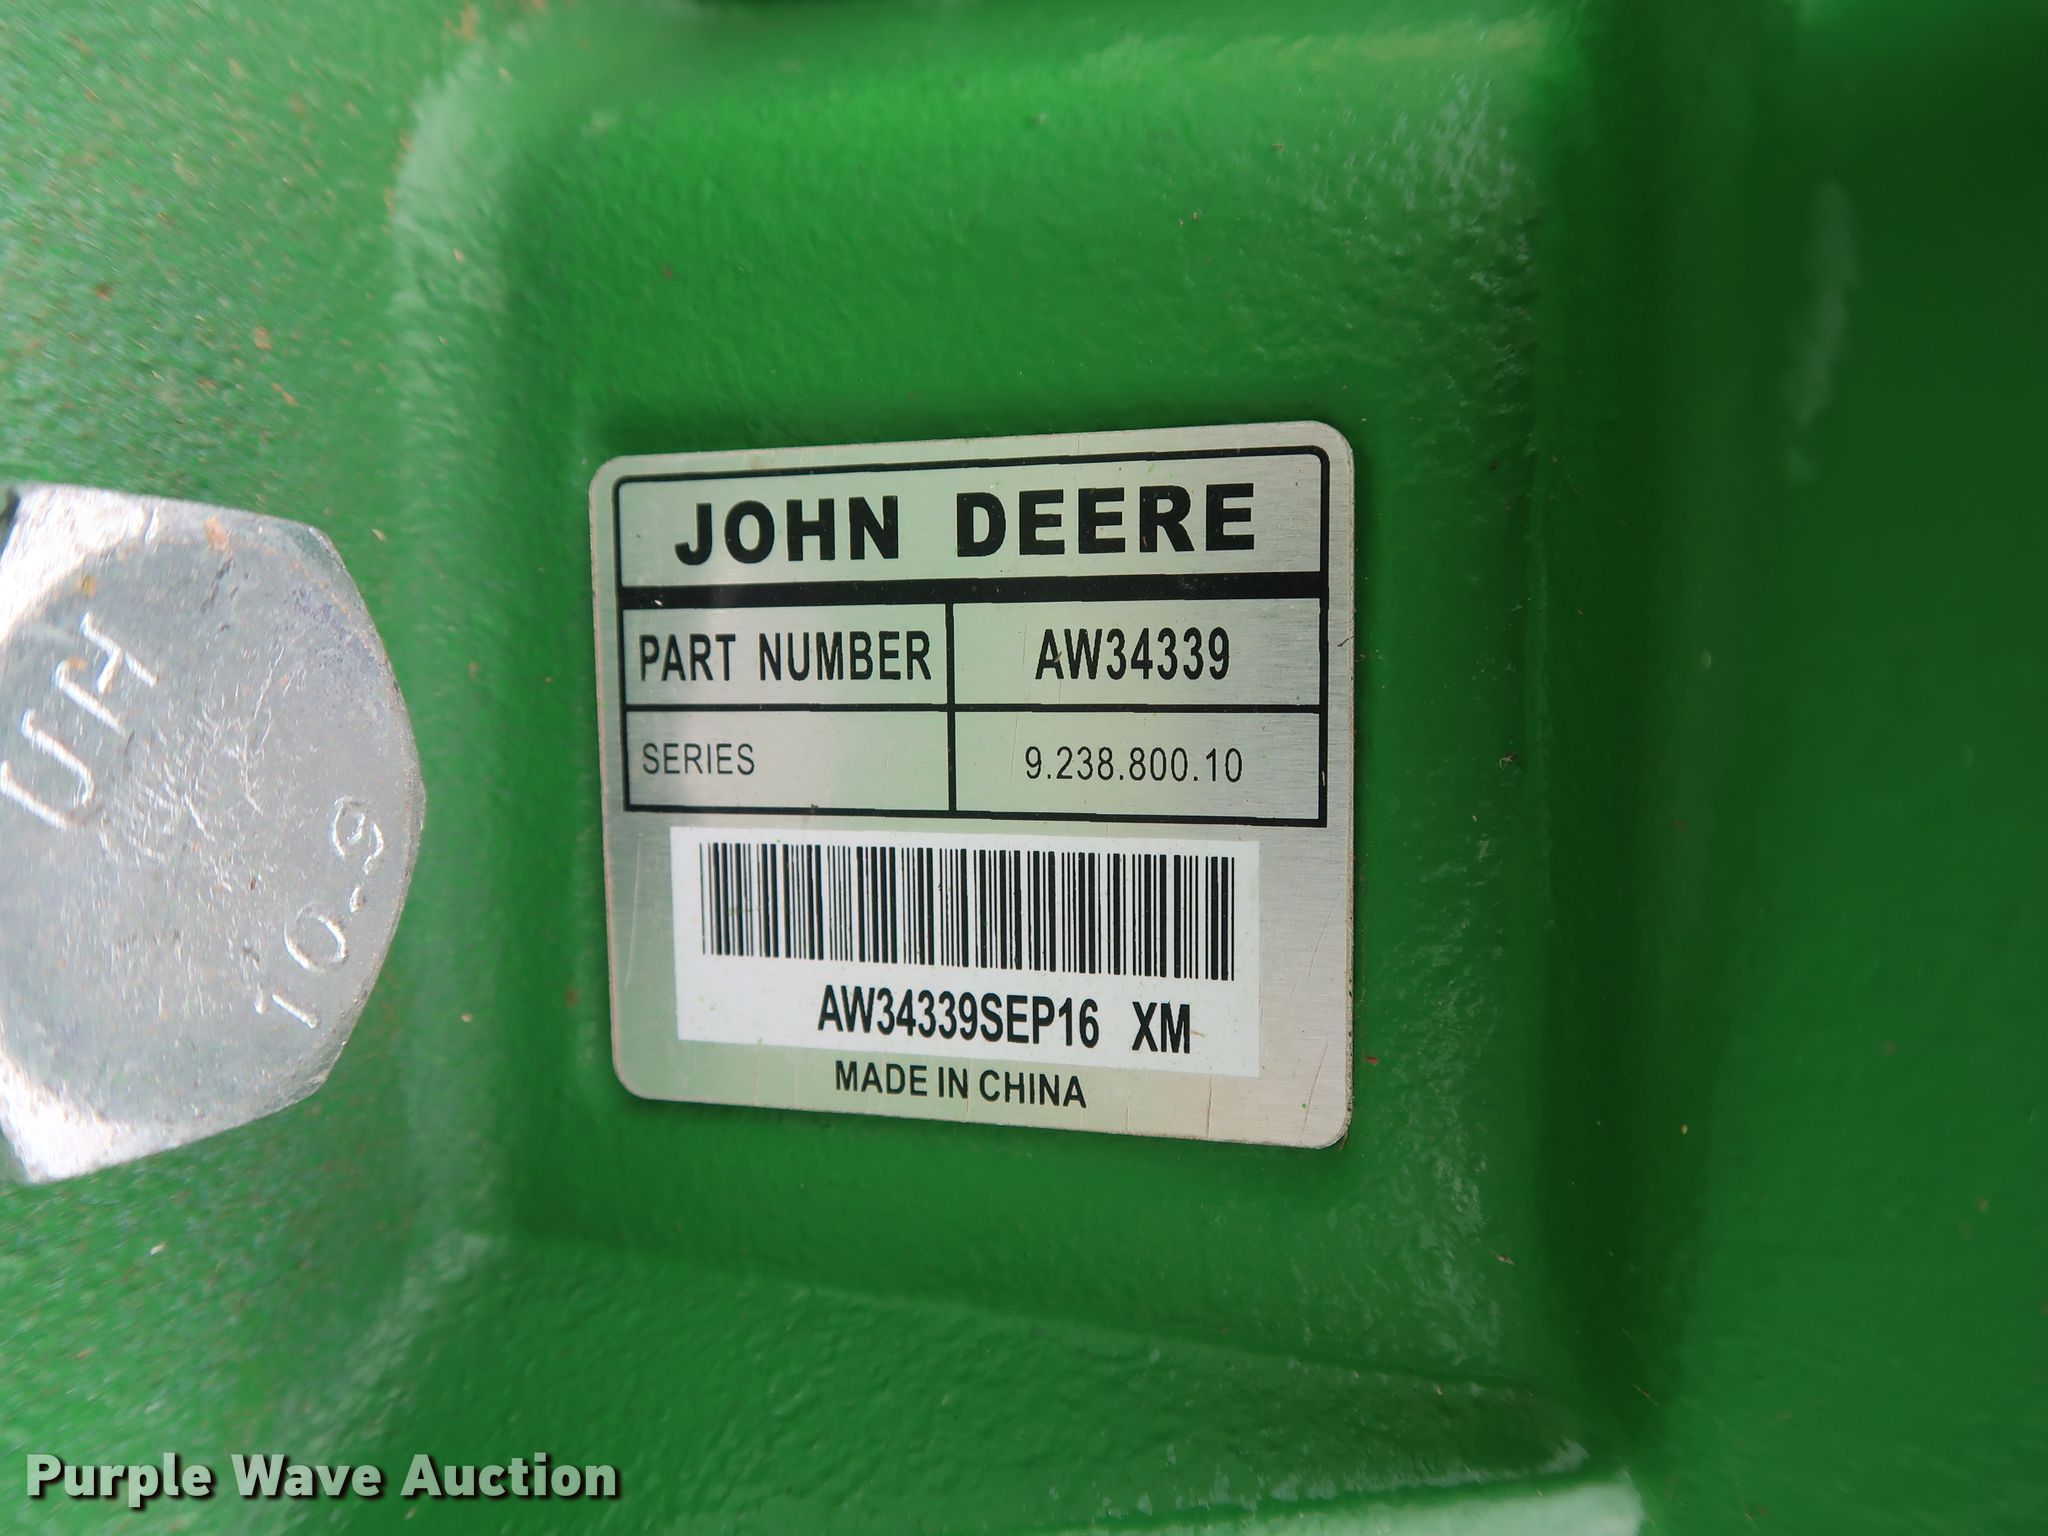 JOHN DEERE
PART NUMBER AW34339
SERIES 9.238.800.10
AW34339SEP16 XM
MADE IN CHINA
UH
10.9
Purple Wave Auction